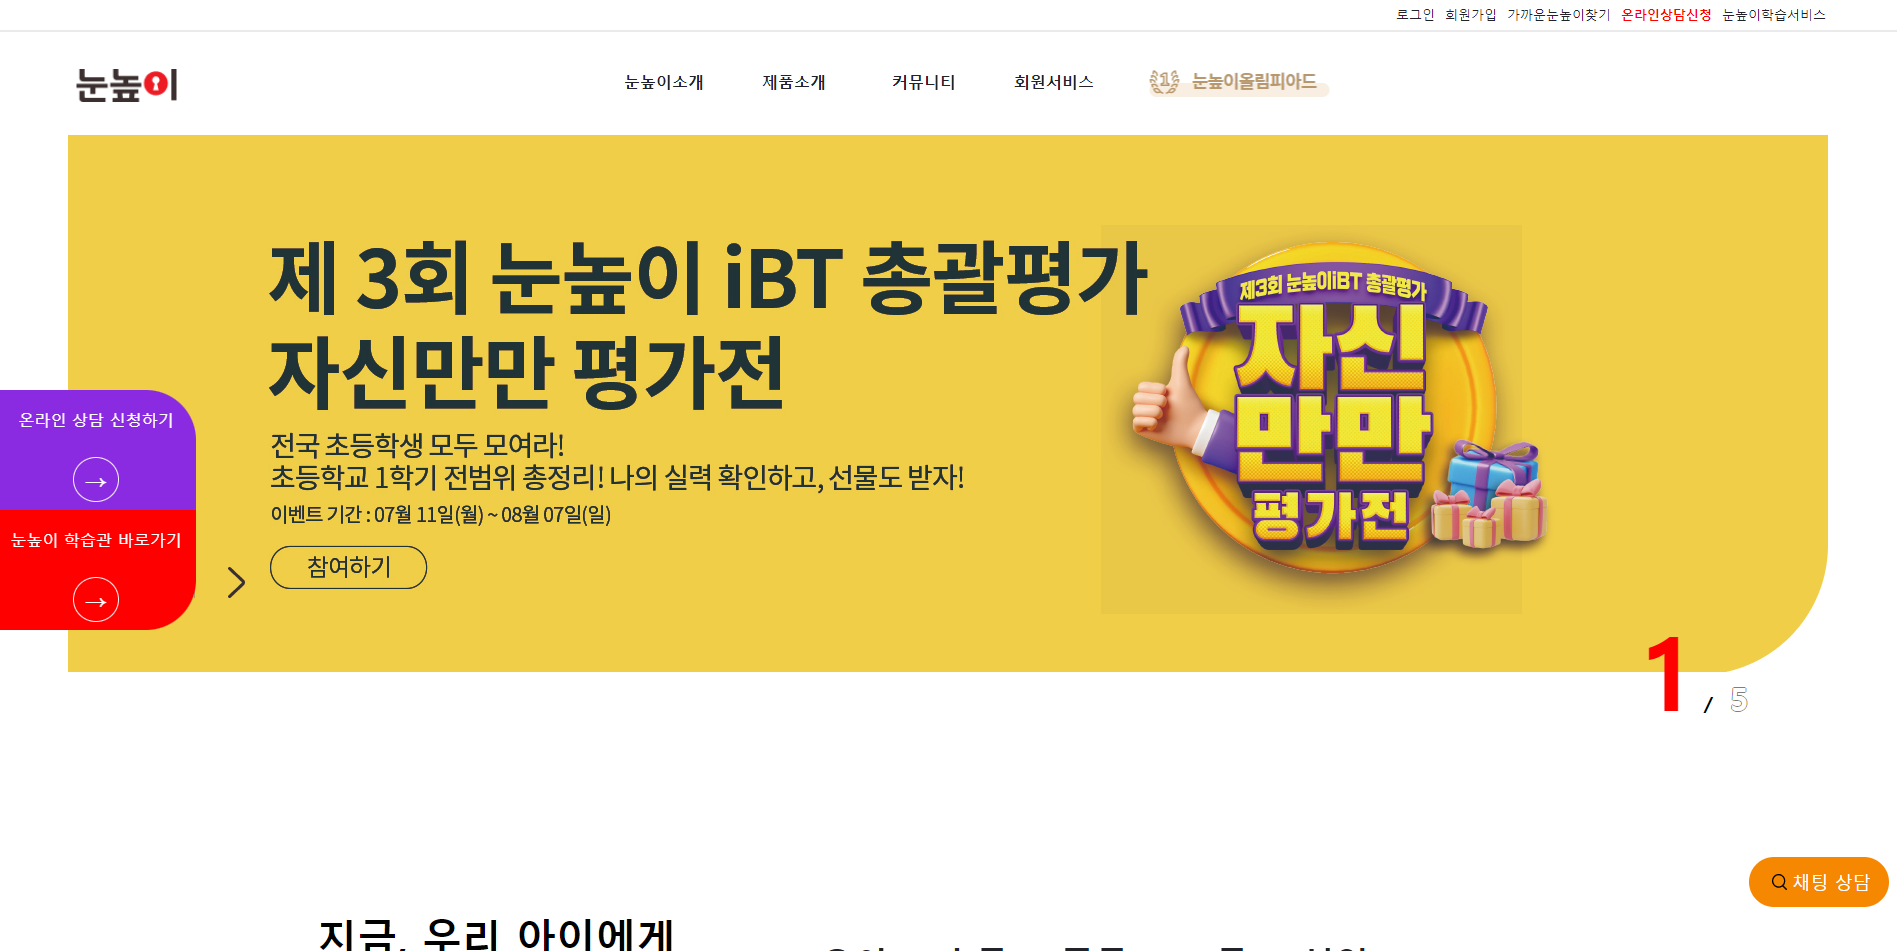 로그인 회원가입 가까운눈높이찾기 온라인상담신청 눈높이학습서비스
눈높이
눈높이소개 제품소개 커뮤니티 회원서비스 1 눈높이올림피아드
제 3회 눈높이 iBT 총괄평가
자신만만 평가전
전국 초등학생 모두 모여라!
초등학교 1학기 전범위 총정리! 나의 실력 확인하고, 선물도 받자!
이벤트 기간 : 07월 11일(월) ~ 08월 07일(일)
참여하기
제3회 눈높이iBT 총괄평가
자신
만만
평가전
온라인 상담 신청하기
눈높이 학습관 바로가기
1 / 5
채팅 상담
지금, 우리 아이에게